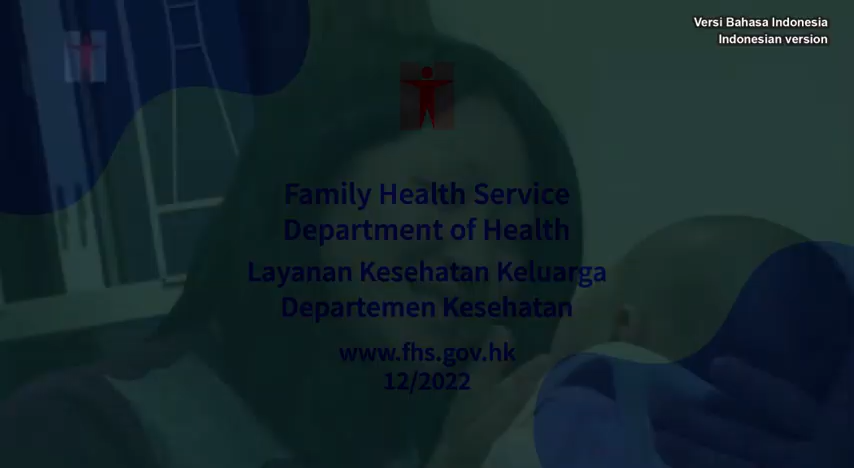 Versi Bahasa Indonesia
Indonesian version
Family Health Service
Department of Health
Layanan Kesehatan Keluarga
Departemen Kesehatan
www.fhs.gov.hk
12/2022